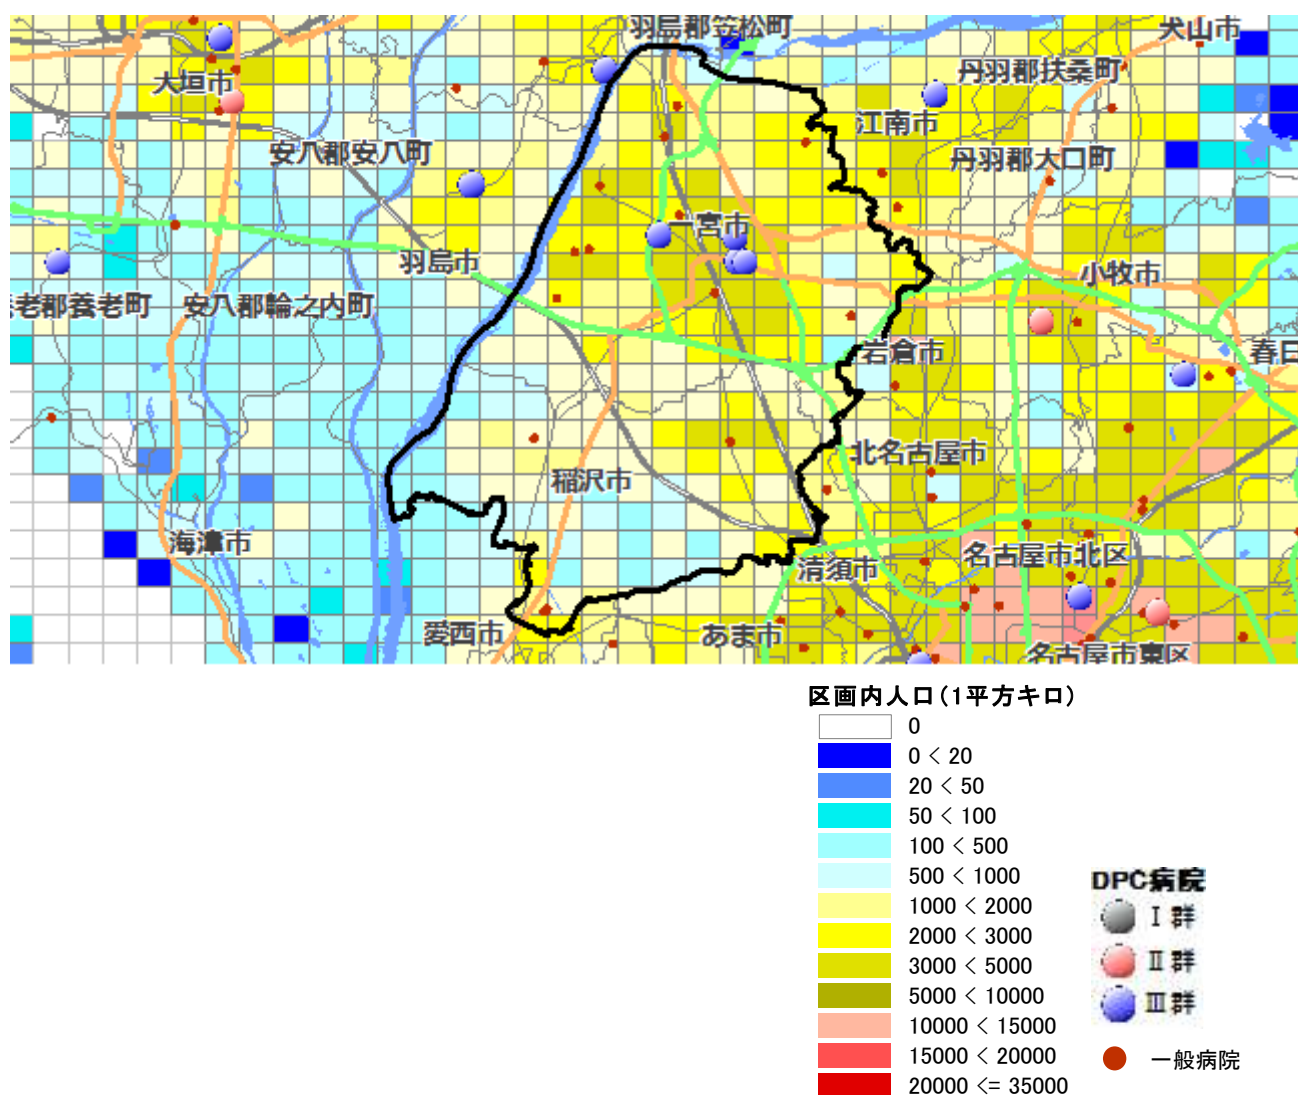 羽島郡笠松町
犬山市
大垣市
丹羽郡扶桑町
江南市
安八郡安八町
丹羽郡大口町
一宮市
羽島市
小牧市
老郡養老町
安八郡輪之内町
岩倉市
春日
北名古屋市
稲沢市
海津市
名古屋市北区
清須市
愛西市
あま市
名古屋市東区
区画内人口(1平方キロ)
0
0 < 20
20 < 50
50 < 100
100 < 500
500 < 1000
1000 < 2000
2000 < 3000
3000 < 5000
5000 < 10000
10000 < 15000
15000 < 20000
20000 <= 35000
DPC病院
Ⅰ群
Ⅱ群
Ⅲ群
一般病院